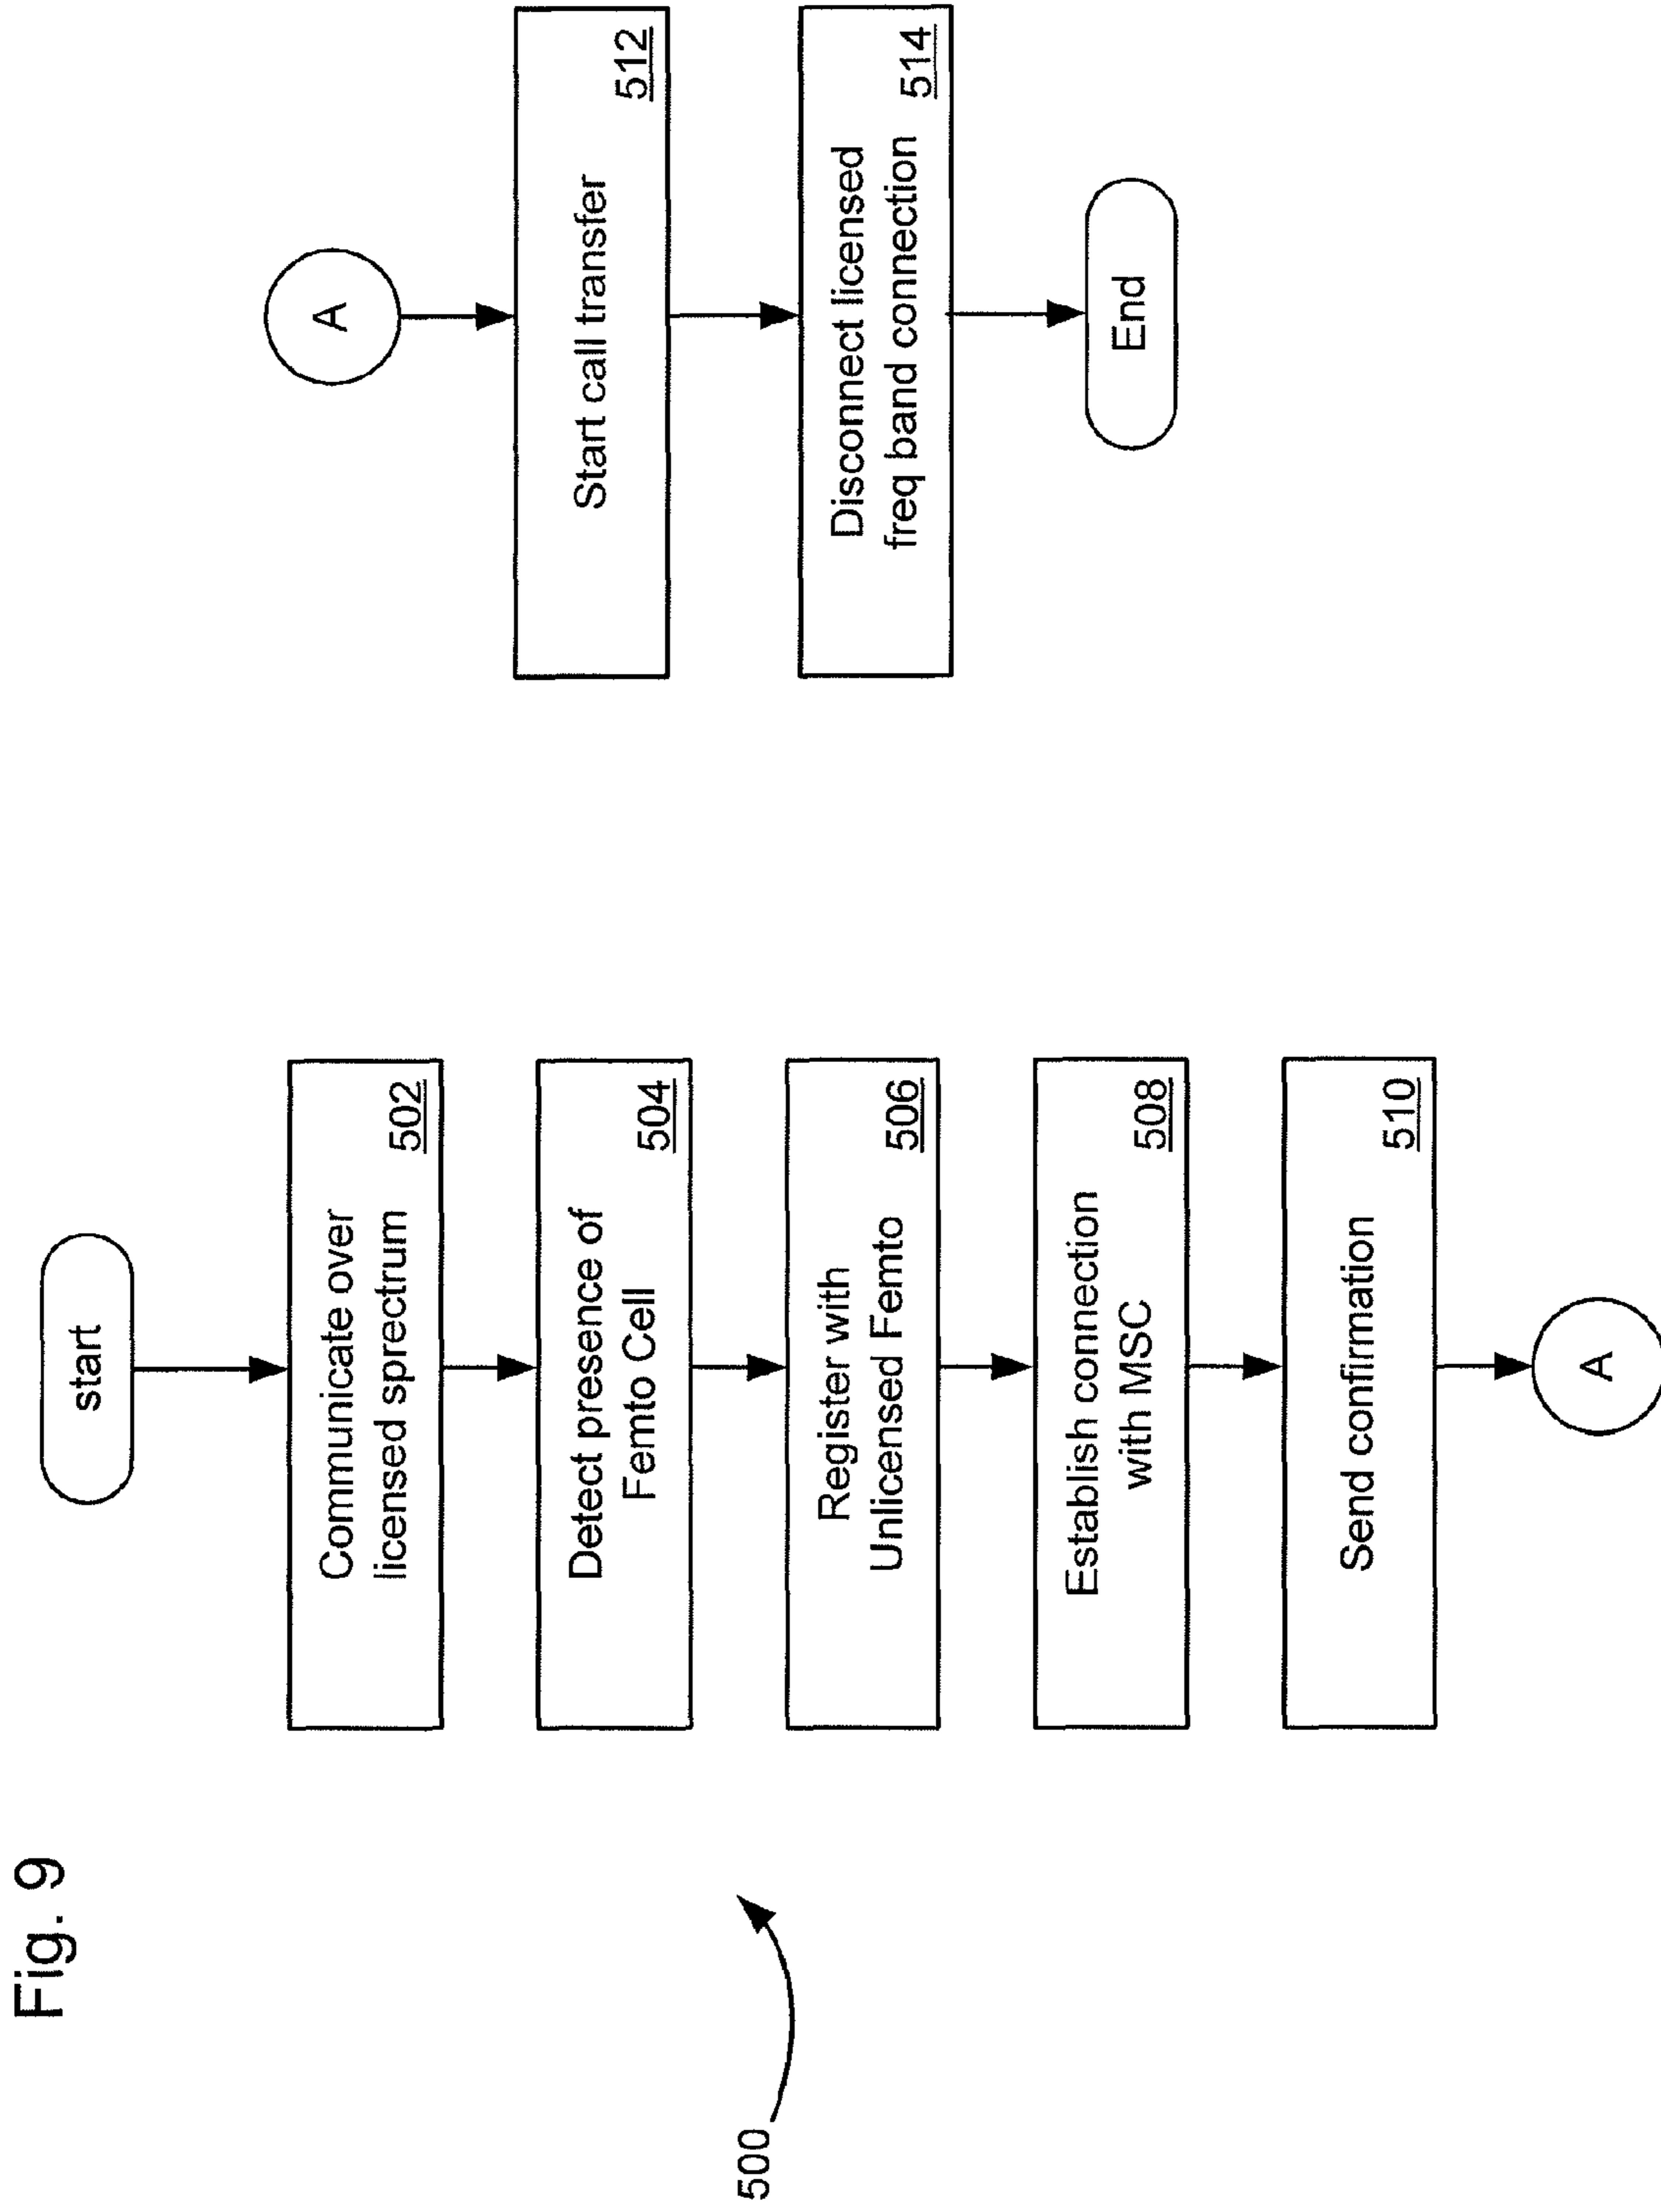 Fig. 9
500
start
Communicate over
licensed sprectrum
502
Detect presence of
Femto Cell
504
Register with
Unlicensed Femto
506
Establish connection
with MSC
508
Send confirmation
510
A
A
Start call transfer
512
Disconnect licensed
freq band connection
514
End